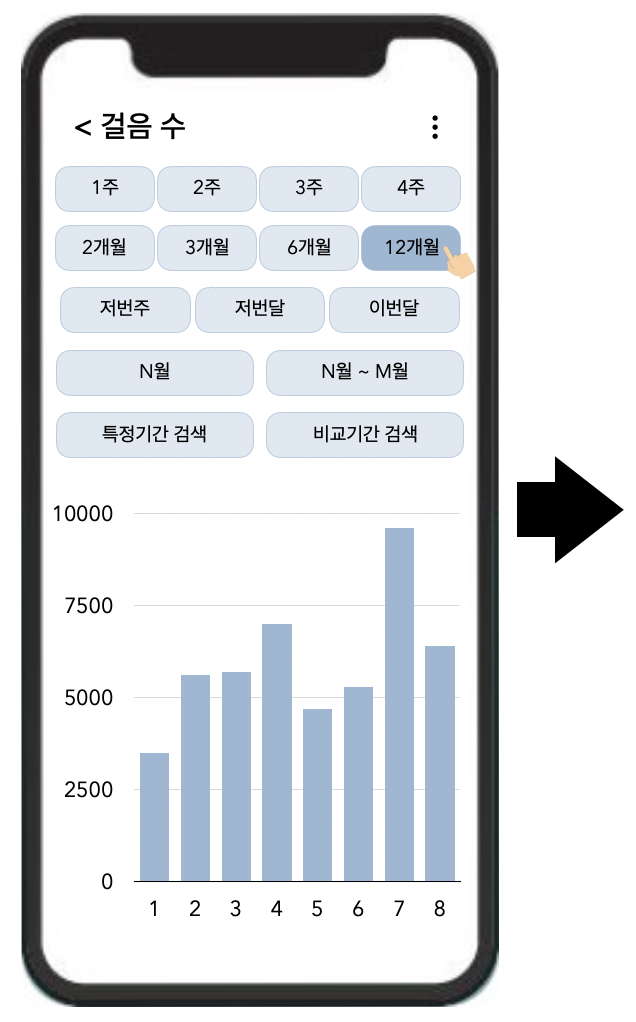 < 걸음 수
1주 2주 3주 4주
2개월 3개월 6개월 12개월
저번주 저번달 이번달
N월 N월 ~ M월
특정기간 검색 비교기간 검색
10000
7500
5000
2500
0
1 2 3 4 5 6 7 8